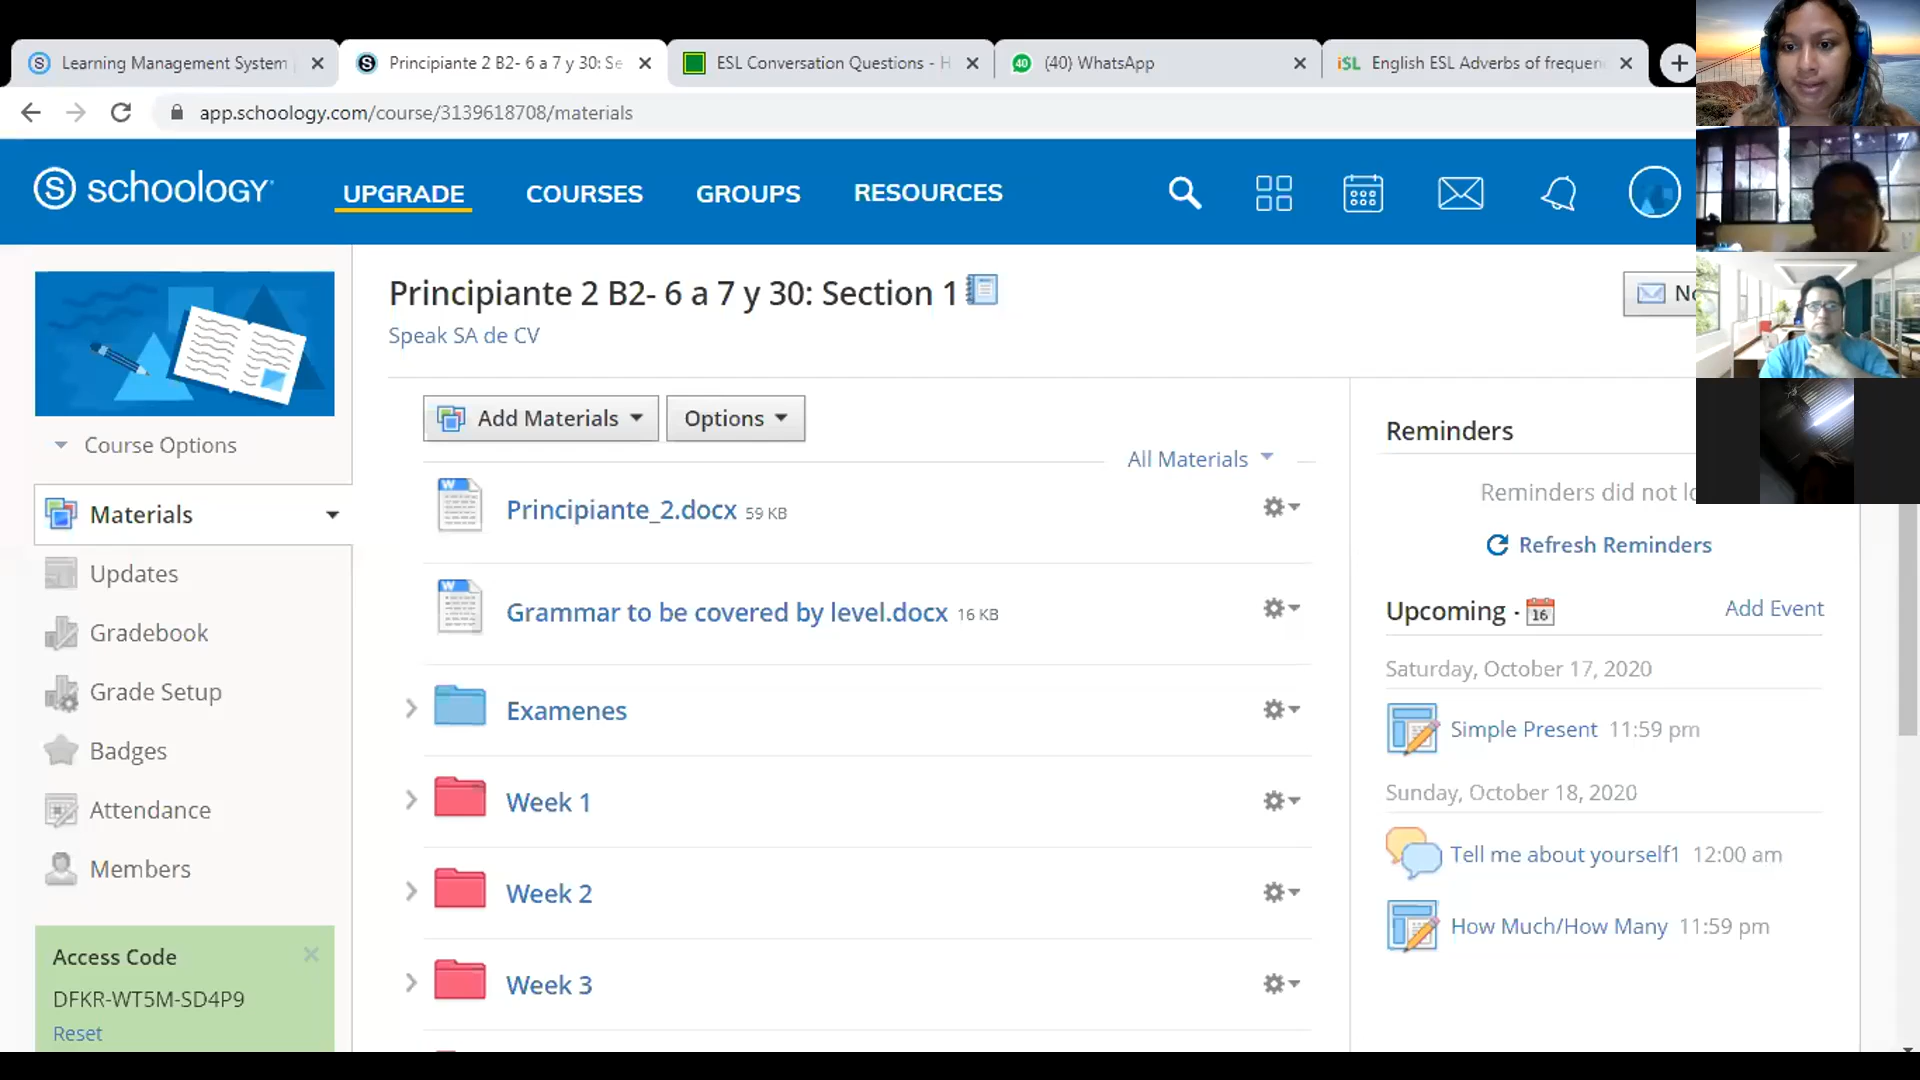 Learning Management System
Principiante 2 B2- 6 a 7 y 30: Se
ESL Conversation Questions - H
40
(40) WhatsApp
iSL
English ESL Adverbs of frequen
app.schoology.com/course/3139618708/materials
S schoology
UPGRADE
COURSES
GROUPS
RESOURCES
Principiante 2 B2- 6 a 7 y 30: Section 1
Speak SA de CV
No
Course Options
Materials
Updates
Gradebook
Grade Setup
Badges
Attendance
Members
Access Code
DFKR-WT5M-SD4P9
Reset
Add Materials
Options
All Materials
Principiante_2.docx 59 KB
Grammar to be covered by level.docx 16 KB
Examenes
Week 1
Week 2
Week 3
Reminders
Reminders did not lo
Refresh Reminders
Upcoming · 16
Add Event
Saturday, October 17, 2020
Simple Present 11:59 pm
Sunday, October 18, 2020
Tell me about yourself1 12:00 am
How Much/How Many 11:59 pm